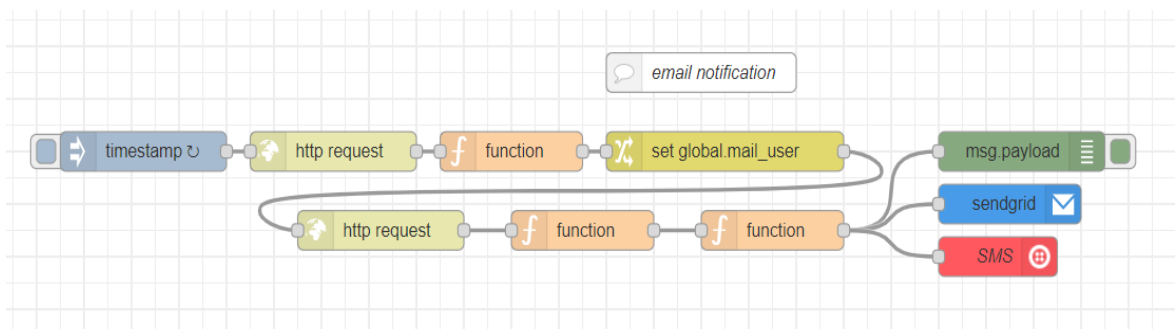 email notification
timestamp ↻
http request
function
set global.mail_user
msg.payload
sendgrid
http request
function
function
SMS